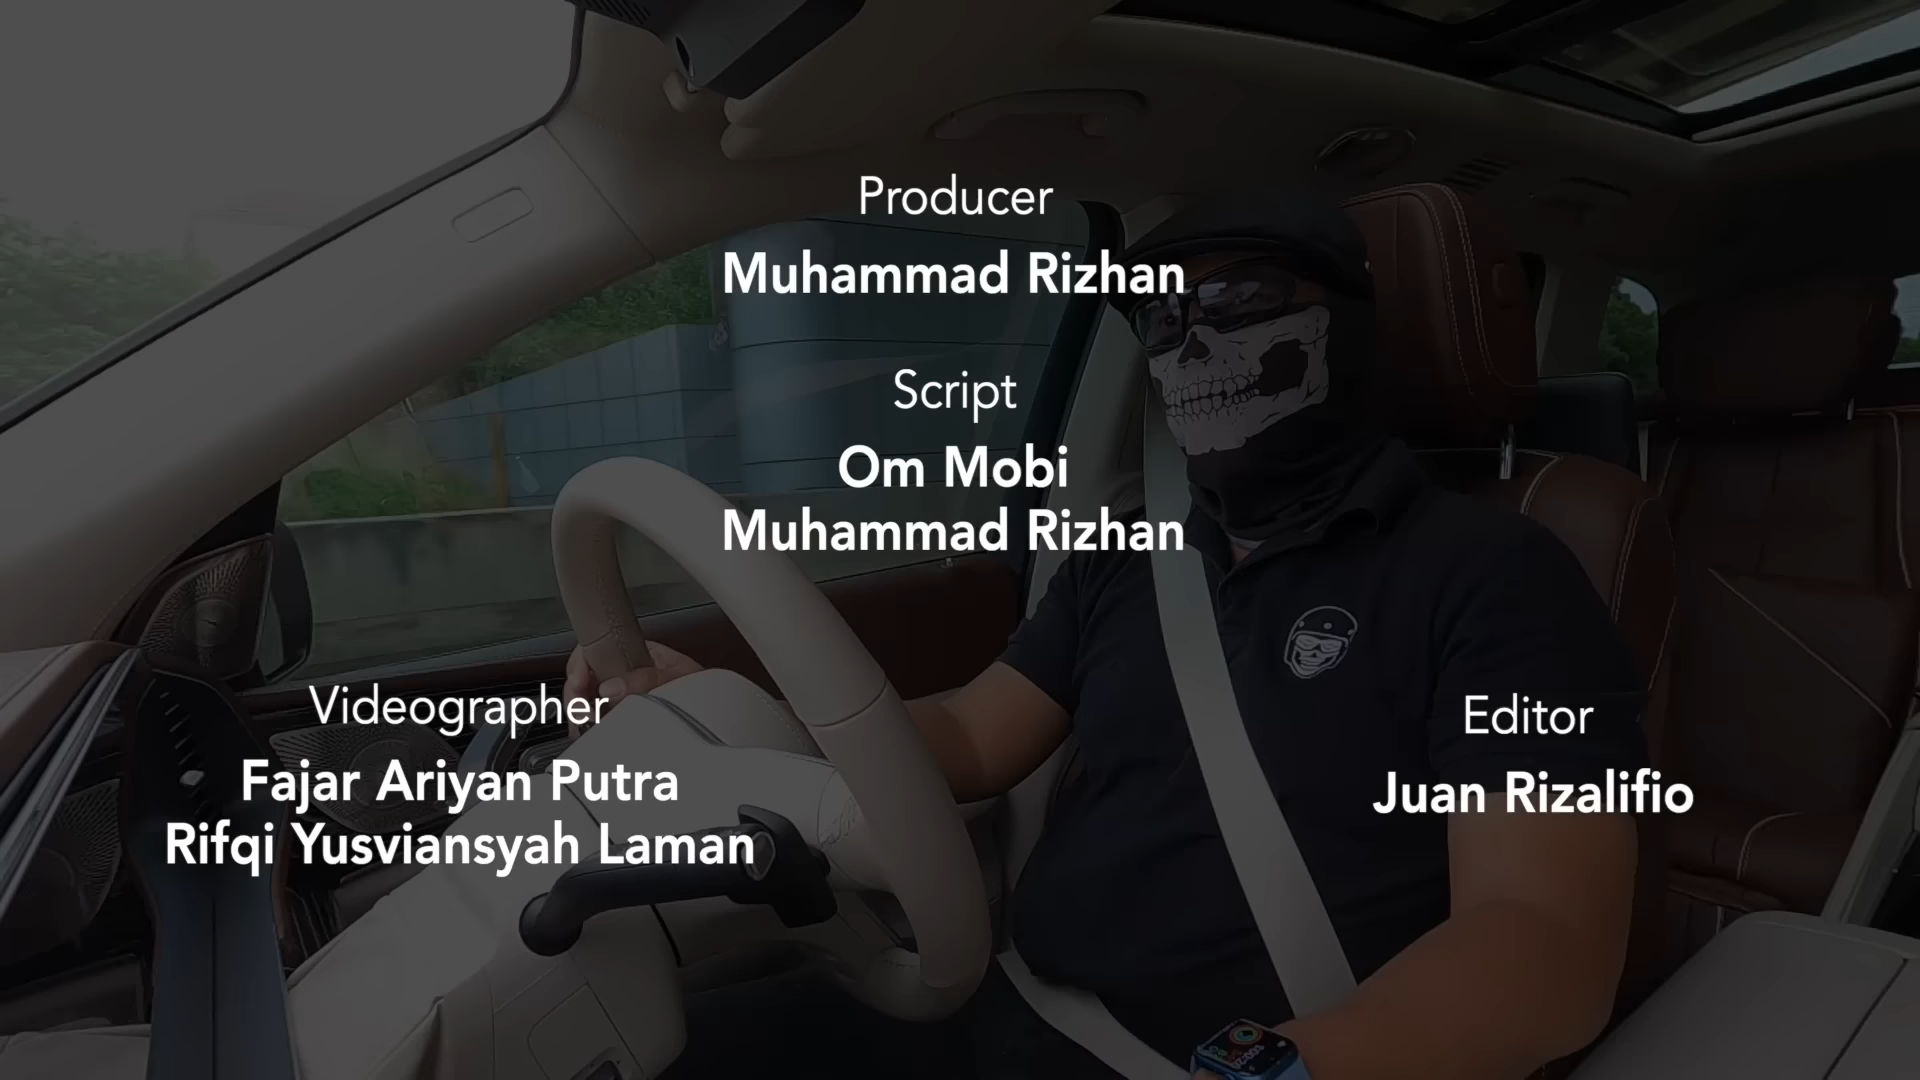 Producer
Muhammad Rizhan
Script
Om Mobi
Muhammad Rizhan
Videographer
Fajar Ariyan Putra
Rifqi Yusviansyah Laman
Editor
Juan Rizalifio